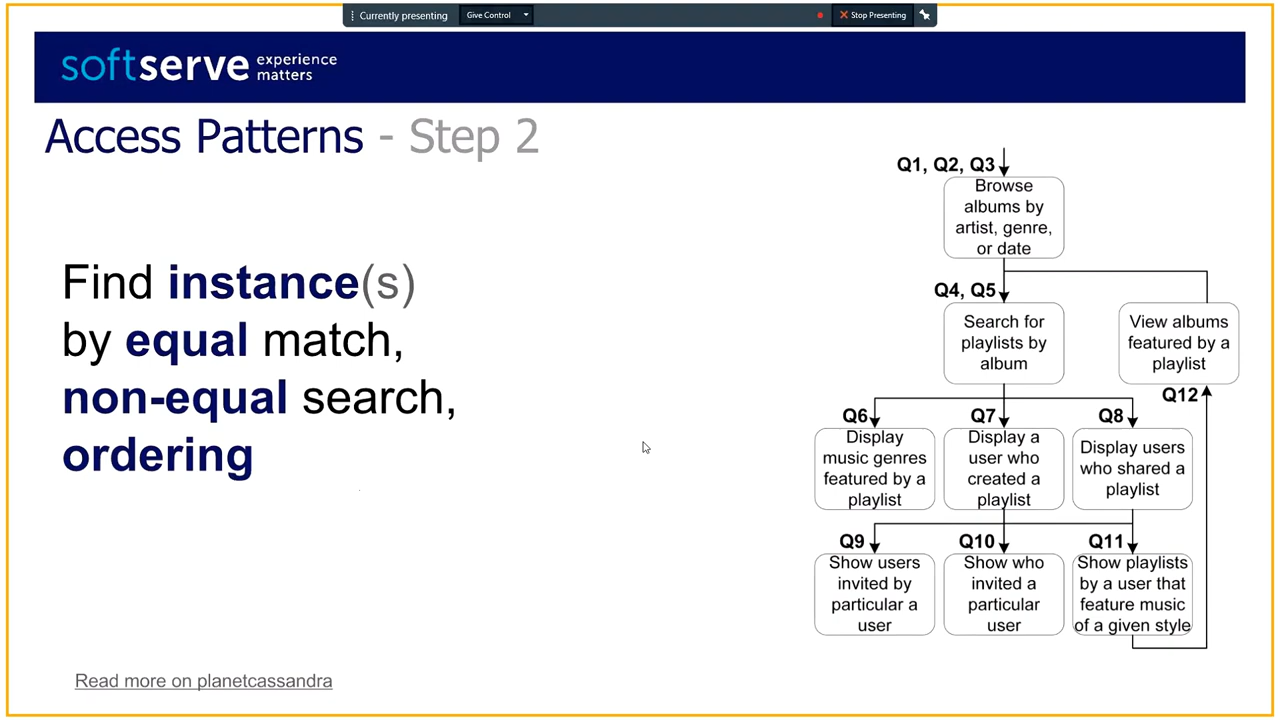 Currently presenting
Give Control
Stop Presenting
softserve experience matters
Access Patterns - Step 2
Find instance(s)
by equal match,
non-equal search,
ordering
Q1, Q2, Q3
Browse
albums by
artist, genre,
or date
Q4, Q5
Search for
playlists by
album
View albums
featured by a
playlist
Q12
Q6
Display
music genres
featured by a
playlist
Q7
Display a
user who
created a
playlist
Q8
Display users
who shared a
playlist
Q9
Show users
invited by
particular a
user
Q10
Show who
invited a
particular
user
Q11
Show playlists
by a user that
feature music
of a given style
Read more on planetcassandra